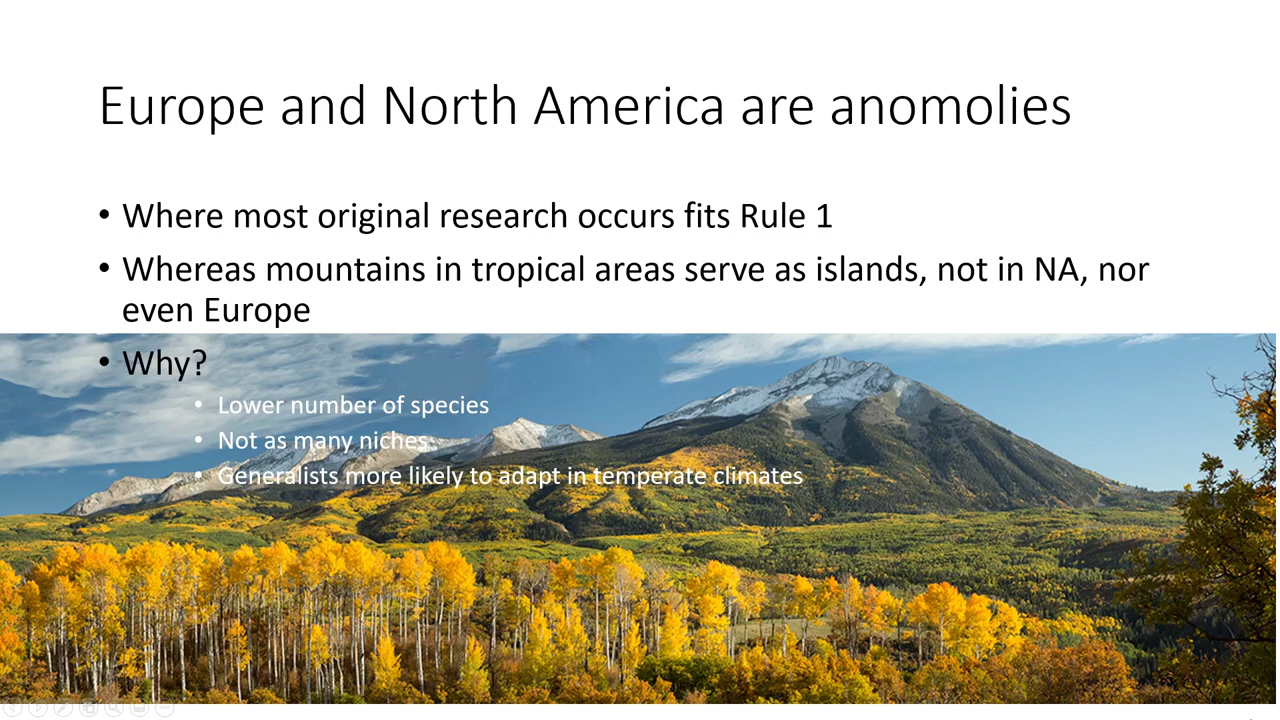 Europe and North America are anomolies
• Where most original research occurs fits Rule 1
• Whereas mountains in tropical areas serve as islands, not in NA, nor
even Europe
• Why?
• Lower number of species
• Not as many niches
• Generalists more likely to adapt in temperate climates